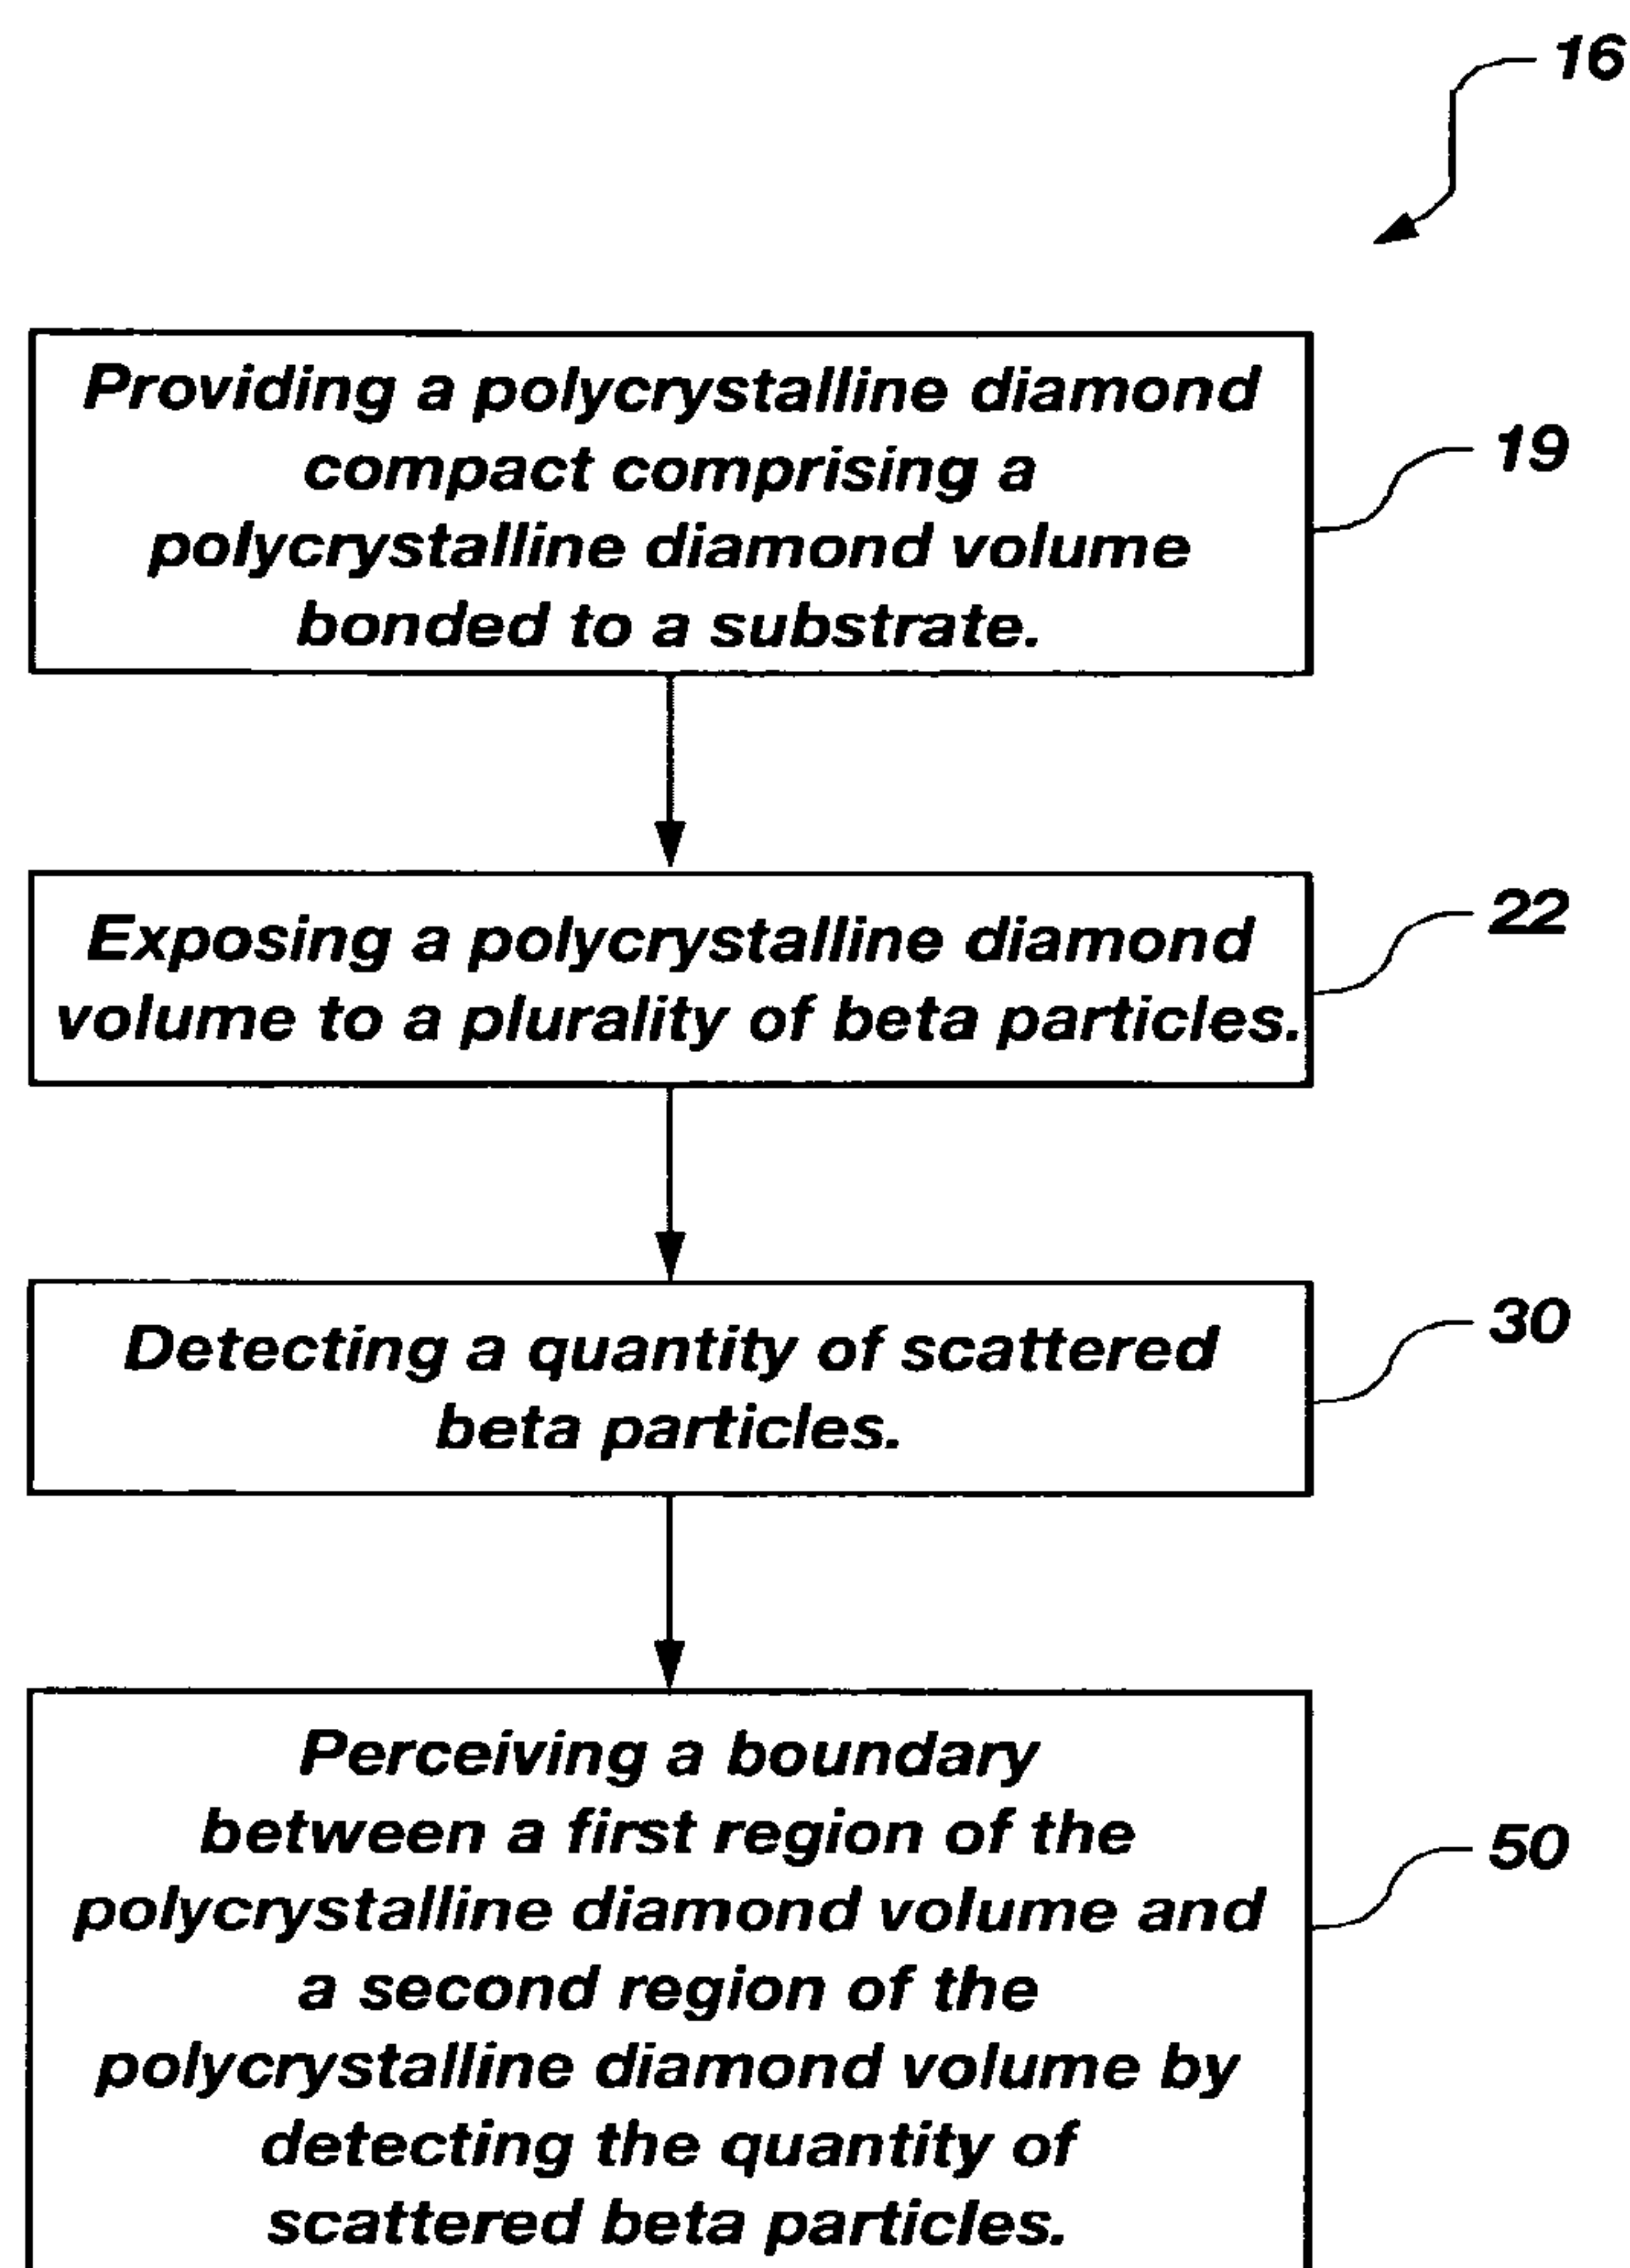 16
Providing a polycrystalline diamond
compact comprising a
polycrystalline diamond volume
bonded to a substrate.
19
Exposing a polycrystalline diamond
volume to a plurality of beta particles.
22
Detecting a quantity of scattered
beta particles.
30
Perceiving a boundary
between a first region of the
polycrystalline diamond volume and
a second region of the
polycrystalline diamond volume by
detecting the quantity of
scattered beta particles.
50